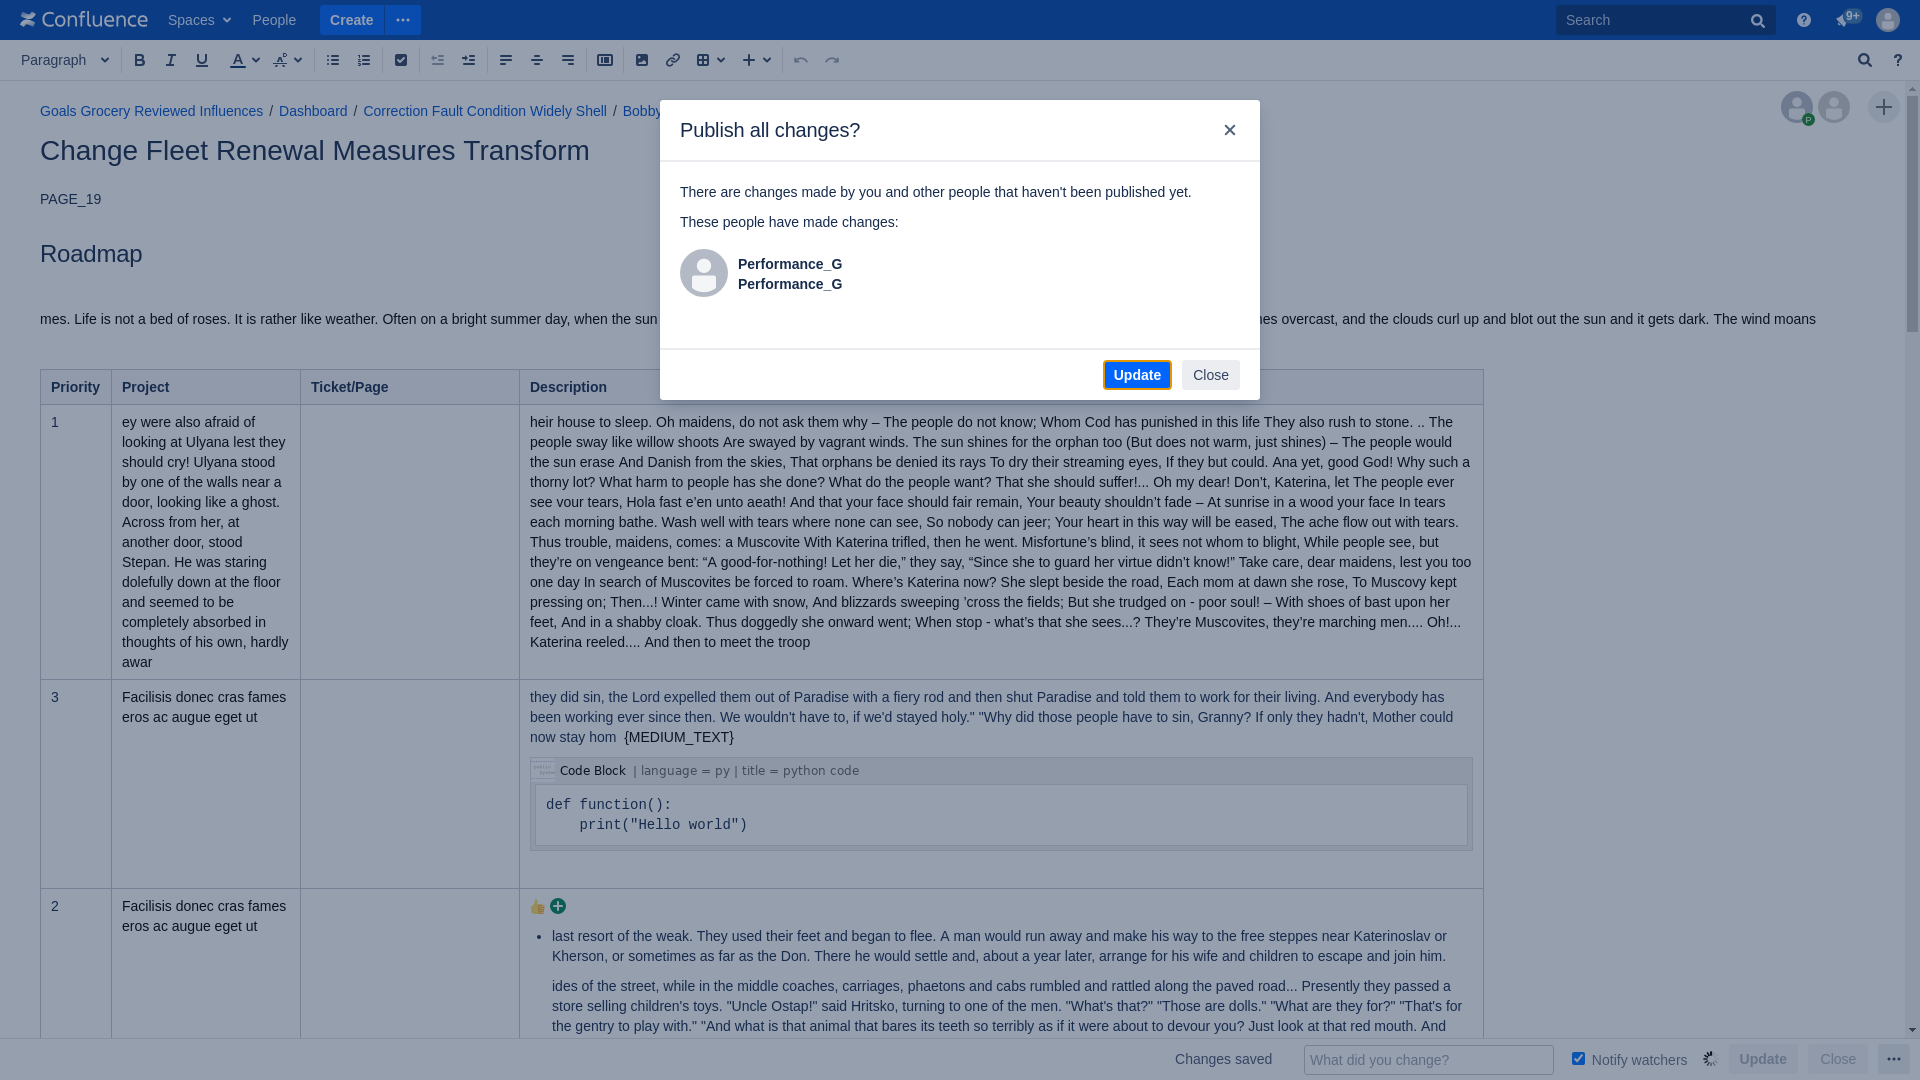 Confluence Spaces People Create Search 9+
Paragraph
Goals Grocery Reviewed Influences / Dashboard / Correction Fault Condition Widely Shell / Bobby
P
Change Fleet Renewal Measures Transform
PAGE_19
Roadmap
mes. Life is not a bed of roses. It is rather like weather. Often on a bright summer day, when the sun
es overcast, and the clouds curl up and blot out the sun and it gets dark. The wind moans
Publish all changes?
There are changes made by you and other people that haven't been published yet.
These people have made changes:
Performance_G
Performance_G
Update Close
Priority Project Ticket/Page Description
1
ey were also afraid of
looking at Ulyana lest they
should cry! Ulyana stood
by one of the walls near a
door, looking like a ghost.
Across from her, at
another door, stood
Stepan. He was staring
dolefully down at the floor
and seemed to be
completely absorbed in
thoughts of his own, hardly
awar
heir house to sleep. Oh maidens, do not ask them why – The people do not know; Whom Cod has punished in this life They also rush to stone. .. The
people sway like willow shoots Are swayed by vagrant winds. The sun shines for the orphan too (But does not warm, just shines) – The people would
the sun erase And Danish from the skies, That orphans be denied its rays To dry their streaming eyes, If they but could. Ana yet, good God! Why such a
thorny lot? What harm to people has she done? What do the people want? That she should suffer!... Oh my dear! Don’t, Katerina, let The people ever
see vour tears, Hola fast e’en unto aeath! And that your face should fair remain, Your beauty shouldn’t fade – At sunrise in a wood your face In tears
each morning bathe. Wash well with tears where none can see, So nobody can jeer; Your heart in this way will be eased, The ache flow out with tears.
Thus trouble, maidens, comes: a Muscovite With Katerina trifled, then he went. Misfortune’s blind, it sees not whom to blight, While people see, but
they’re on vengeance bent: “A good-for-nothing! Let her die,” they say, “Since she to guard her virtue didn’t know!” Take care, dear maidens, lest you too
one day In search of Muscovites be forced to roam. Where’s Katerina now? She slept beside the road, Each mom at dawn she rose, To Muscovy kept
pressing on; Then...! Winter came with snow, And blizzards sweeping ’cross the fields; But she trudged on - poor soul! – With shoes of bast upon her
feet, And in a shabby cloak. Thus doggedly she onward went; When stop - what’s that she sees...? They’re Muscovites, they’re marching men.... Oh!...
Katerina reeled.... And then to meet the troop
3
Facilisis donec cras fames
eros ac augue eget ut
they did sin, the Lord expelled them out of Paradise with a fiery rod and then shut Paradise and told them to work for their living. And everybody has
been working ever since then. We wouldn't have to, if we'd stayed holy." "Why did those people have to sin, Granny? If only they hadn't, Mother could
now stay hom {MEDIUM_TEXT}
Code Block | language = py | title = python code
def function():
print("Hello world")
2
Facilisis donec cras fames
eros ac augue eget ut
last resort of the weak. They used their feet and began to flee. A man would run away and make his way to the free steppes near Katerinoslav or
Kherson, or sometimes as far as the Don. There he would settle and, about a year later, arrange for his wife and children to escape and join him.
ides of the street, while in the middle coaches, carriages, phaetons and cabs rumbled and rattled along the paved road... Presently they passed a
store selling children's toys. "Uncle Ostap!" said Hritsko, turning to one of the men. "What's that?" "Those are dolls." "What are they for?" "That's for
the gentry to play with." "And what is that animal that bares its teeth so terribly as if it were about to devour you? Just look at that red mouth. And
Changes saved What did you change? Notify watchers Update Close